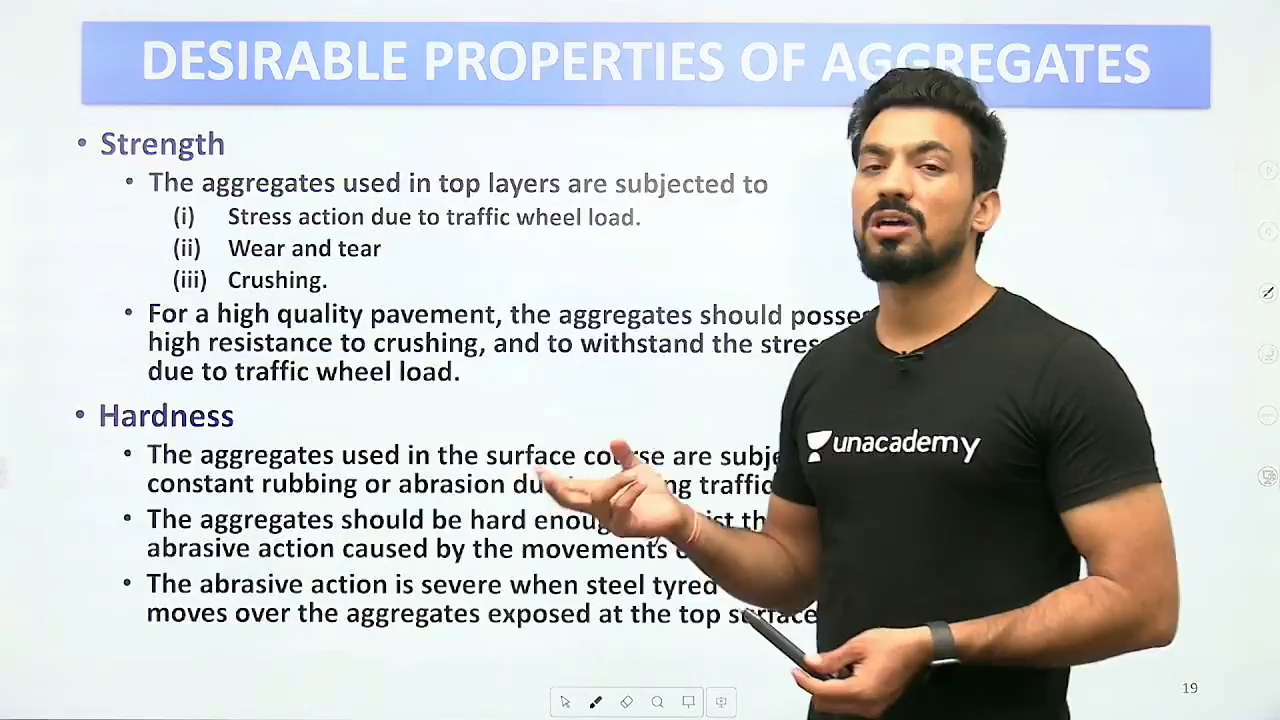 DESIRABLE PROPERTIES OF AGGREGATES
• Strength
• The aggregates used in top layers are subjected to
(i) Stress action due to traffic wheel load.
(ii) Wear and tear
(iii) Crushing.
• For a high quality pavement, the aggregates should
high resistance to crushing, and to withstand the
due to traffic wheel load.
• Hardness
• The aggregates used in the surface course are
constant rubbing or abrasion traffic
• The aggregates should be hard
abrasive action caused by the movements
• The abrasive action is severe when steel tyred
moves over the aggregates exposed at the top surface
unacademy
19